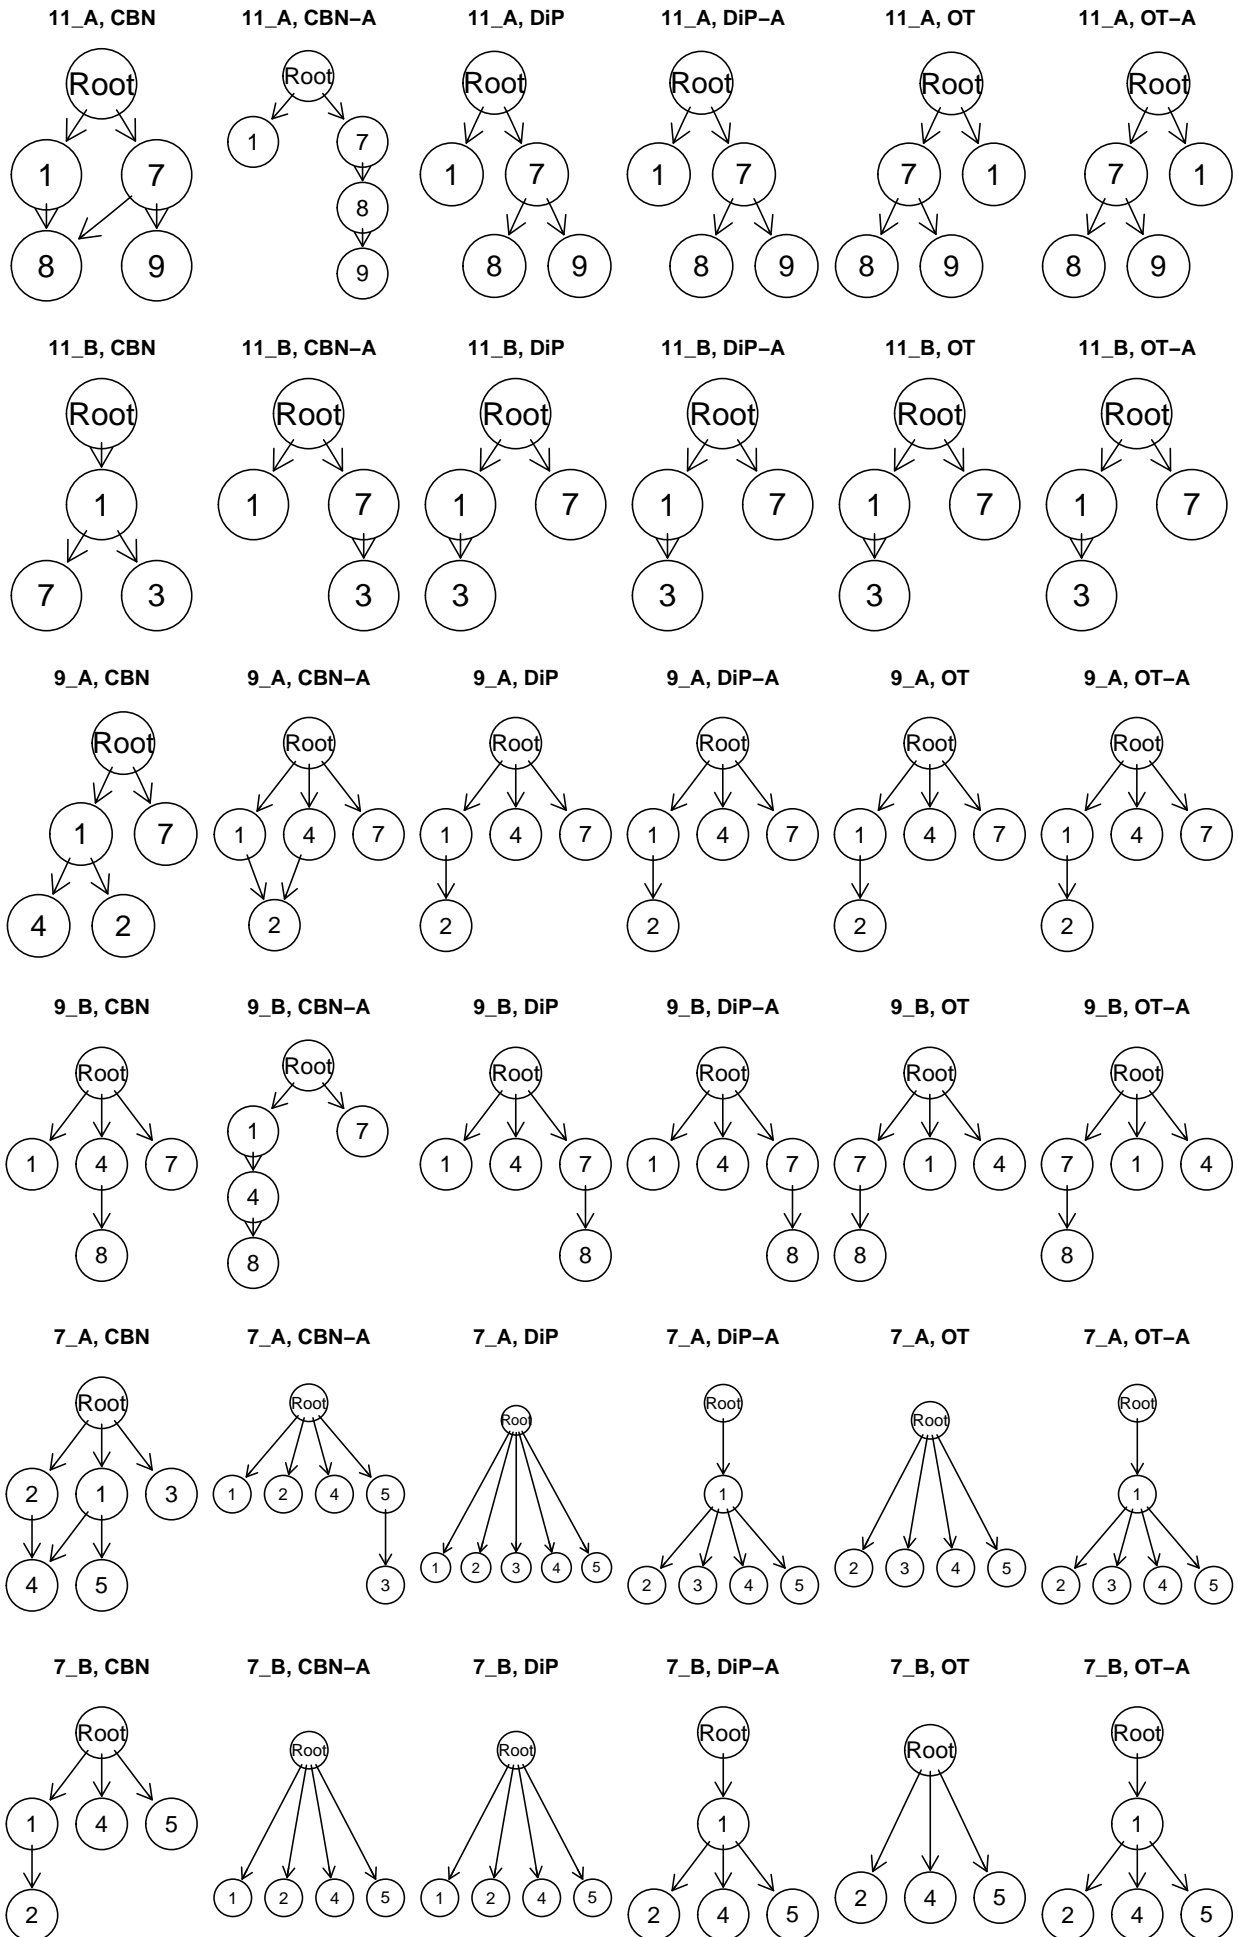 11_A, CBN 11_A, CBN−A 11_A, DiP 11_A, DiP−A 11_A, OT 11_A, OT−A
Root Root Root Root Root Root
1 7 1 7 1 7 1 7 7 1 7 1
8 9 8 9 8 9 8 9 8 9 8 9
11_B, CBN 11_B, CBN−A 11_B, DiP 11_B, DiP−A 11_B, OT 11_B, OT−A
Root Root Root Root Root Root
1 1 7 1 7 1 7 1 7 1 7
7 3 3 3 3 3 3
9_A, CBN 9_A, CBN−A 9_A, DiP 9_A, DiP−A 9_A, OT 9_A, OT−A
Root Root Root Root Root Root
1 7 1 4 7 1 4 7 1 4 7 1 4 7 1 4 7
4 2 2 2 2 2 2
9_B, CBN 9_B, CBN−A 9_B, DiP 9_B, DiP−A 9_B, OT 9_B, OT−A
Root Root Root Root Root Root
1 4 7 1 7 1 4 7 1 4 7 7 1 4 7 1 4
4
8 8 8 8 8 8
7_A, CBN 7_A, CBN−A 7_A, DiP 7_A, DiP−A 7_A, OT 7_A, OT−A
Root Root Root Root Root Root
2 1 3 1 2 4 5 1 1
4 5 3 1 2 3 4 5 2 3 4 5 2 3 4 5 2 3 4 5
7_B, CBN 7_B, CBN−A 7_B, DiP 7_B, DiP−A 7_B, OT 7_B, OT−A
Root Root Root Root Root Root
1 4 5 1 1
2 1 2 4 5 1 2 4 5 2 4 5 2 4 5 2 4 5